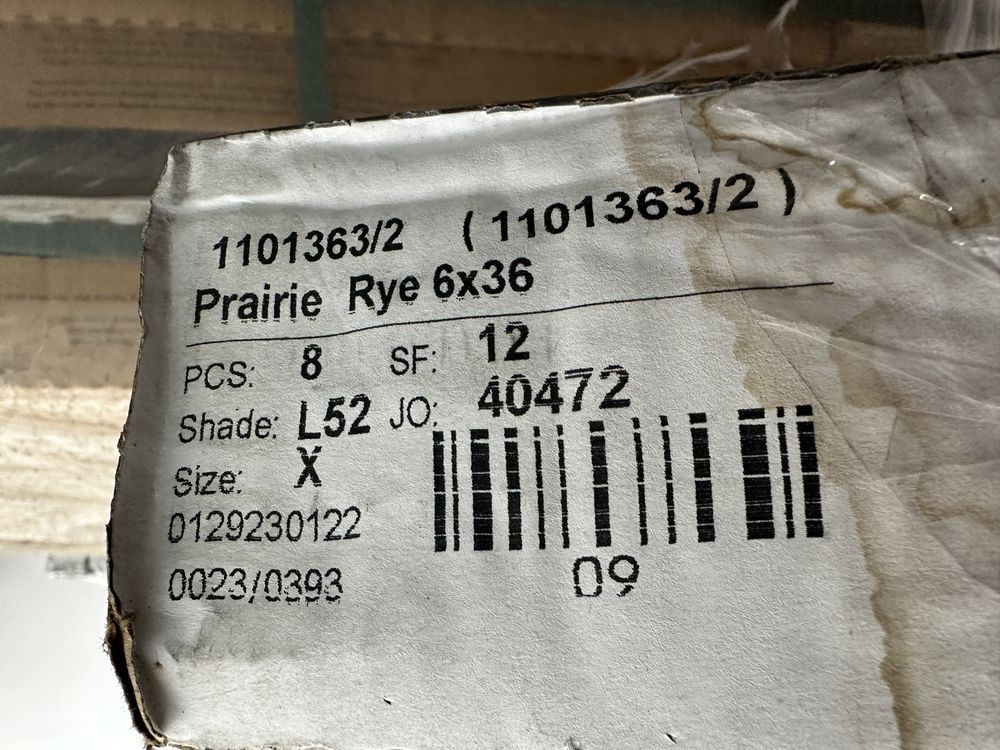 1101363/2 (1101363/2 )
Prairie Rye 6x36
PCS: 8 SF: 12
Shade: L52 JO: 40472
Size: X
0129230122
0023/0393
09